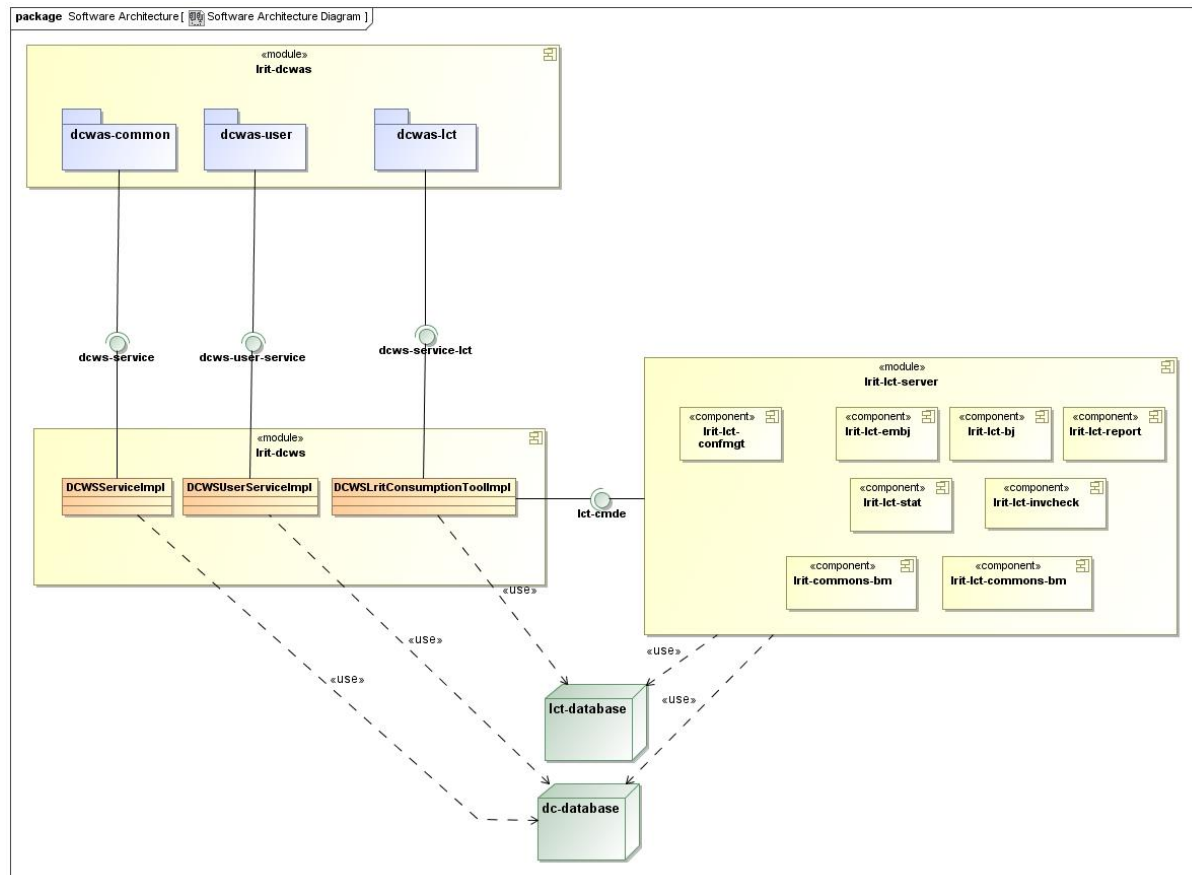 package Software Architecture [ Software Architecture Diagram ]
«module»
lrit-dcwas
dcwas-common
dcwas-user
dcwas-lct
dcws-service
dcws-user-service
dcws-service-lct
«module»
lrit-dcws
DCWSServiceImpl
DCWSUserServiceImpl
DCWSLritConsumptionToolImpl
lct-cmde
«module»
lrit-lct-server
«component»
lrit-lct-
confmgt
«component»
lrit-lct-embj
«component»
lrit-lct-bj
«component»
lrit-lct-report
«component»
lrit-lct-stat
«component»
lrit-lct-invcheck
«component»
lrit-commons-bm
«component»
lrit-lct-commons-bm
«use»
«use»
«use»
«use»
«use»
lct-database
dc-database